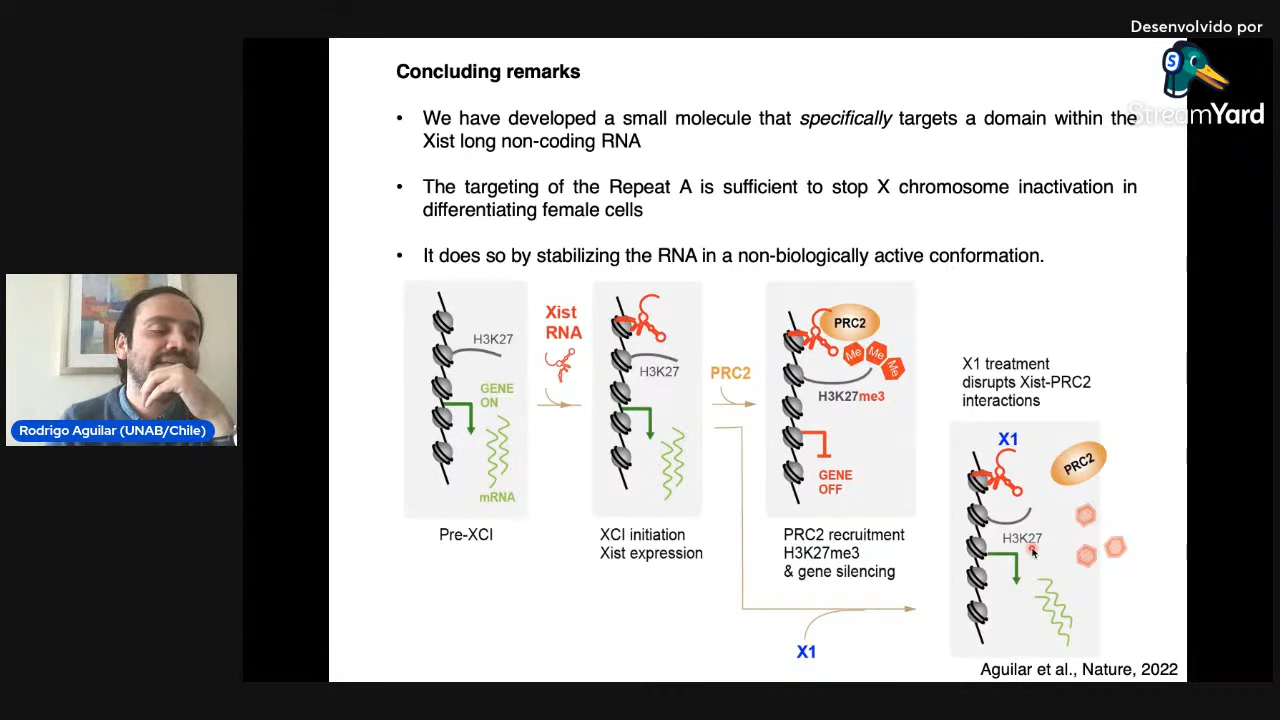 Desenvolvido por
StreamYard
Concluding remarks
• We have developed a small molecule that specifically targets a domain within the
Xist long non-coding RNA
• The targeting of the Repeat A is sufficient to stop X chromosome inactivation in
differentiating female cells
• It does so by stabilizing the RNA in a non-biologically active conformation.
H3K27
GENE
ON
mRNA
Pre-XCI
Xist
RNA
H3K27
XCI initiation
Xist expression
PRC2
PRC2
Me
Me
Me
H3K27me3
GENE
OFF
PRC2 recruitment
H3K27me3
& gene silencing
X1
X1 treatment
disrupts Xist-PRC2
interactions
X1
PRC2
H3K27
Aguilar et al., Nature, 2022
Rodrigo Aguilar (UNAB/Chile)